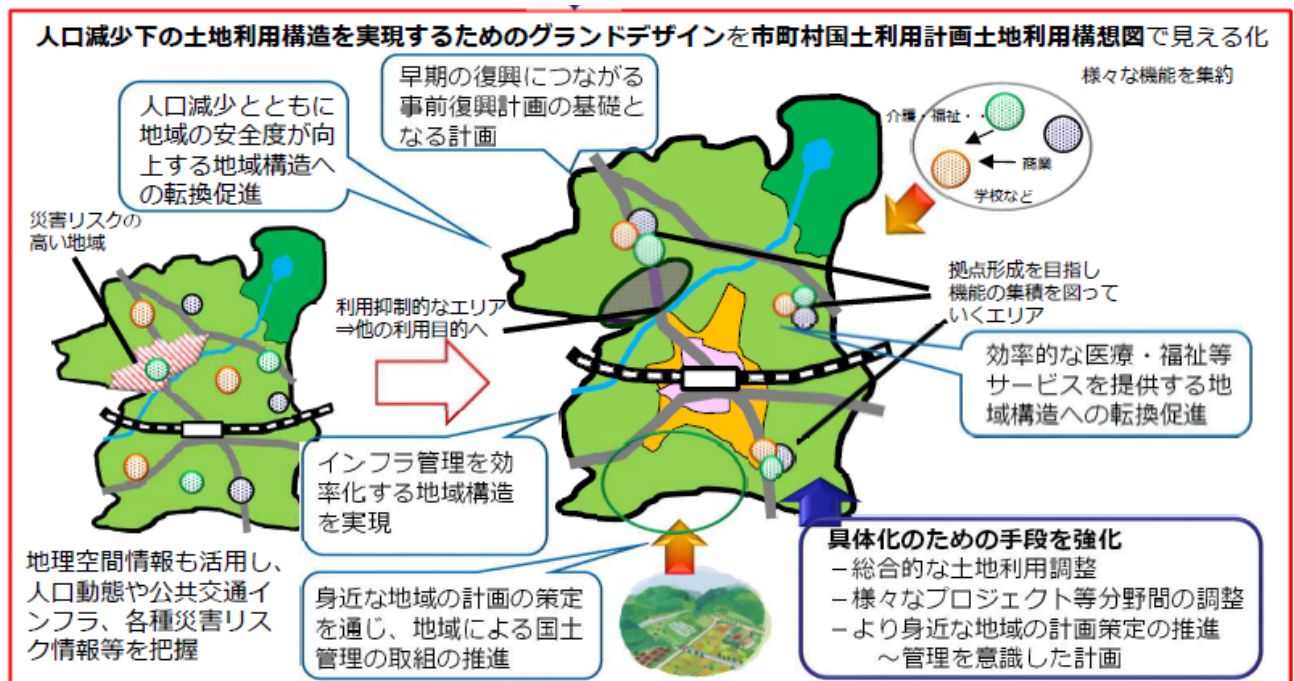 人口減少下の土地利用構造を実現するためのグランドデザインを市町村国土利用計画土地利用構想図で見える化
人口減少とともに
地域の安全度が向
上する地域構造へ
の転換促進
早期の復興につながる
事前復興計画の基礎と
なる計画
様々な機能を集約
介護・福祉・・
商業
学校など
災害リスクの
高い地域
利用抑制的なエリア
⇒他の利用目的へ
拠点形成を目指し
機能の集積を図って
いくエリア
効率的な医療・福祉等
サービスを提供する地
域構造への転換促進
インフラ管理を効
率化する地域構造
を実現
地理空間情報も活用し、
人口動態や公共交通イ
ンフラ、各種災害リス
ク情報等を把握
身近な地域の計画の策定
を通じ、地域による国土
管理の取組の推進
具体化のための手段を強化
－総合的な土地利用調整
－様々なプロジェクト等分野間の調整
－より身近な地域の計画策定の推進
～管理を意識した計画